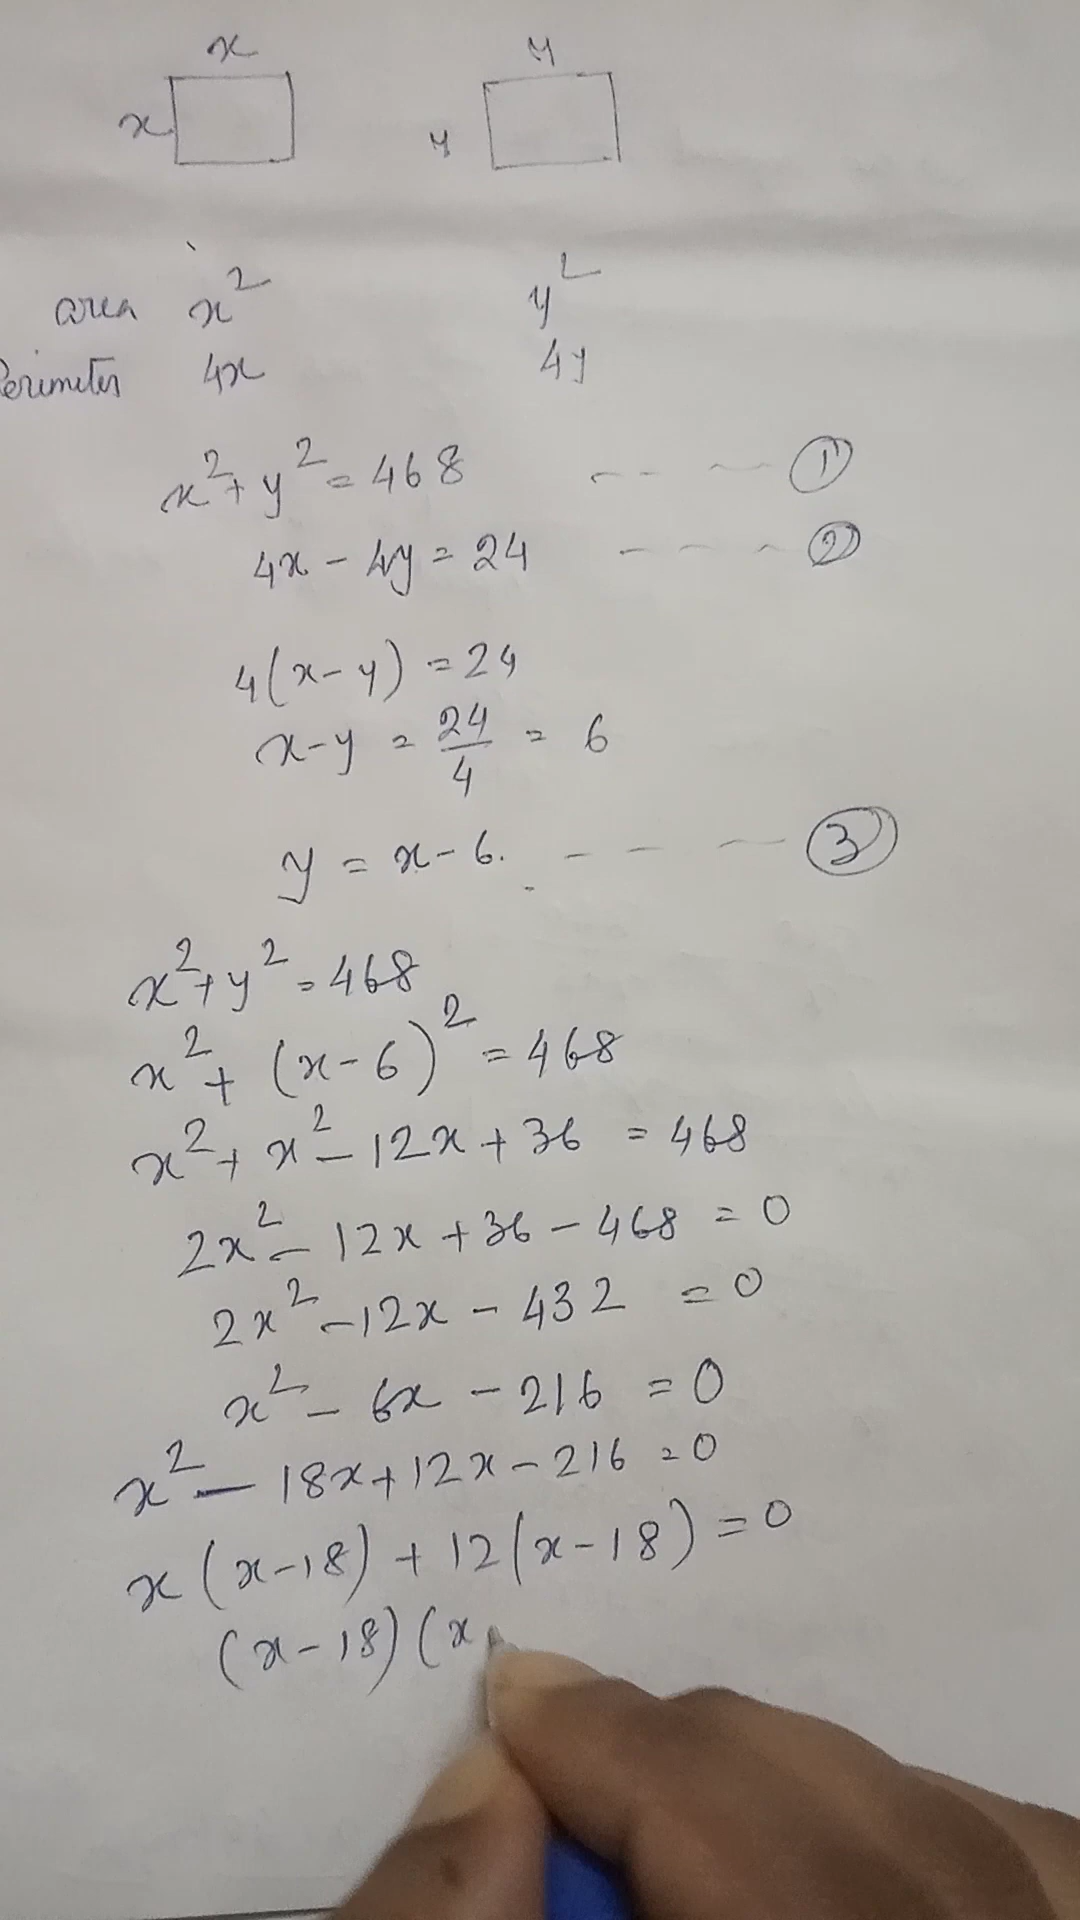 x y
x y
area x² y²
Perimeter 4x 4y
x² + y² = 468 -- - ①
4x - 4y = 24 - - - ②
4(x-y) = 24
x-y = 24/4 = 6
y = x-6. - - - ③
x² + y² = 468
x² + (x-6)² = 468
x² + x² - 12x + 36 = 468
2x² - 12x + 36 - 468 = 0
2x² - 12x - 432 = 0
x² - 6x - 216 = 0
x² - 18x + 12x - 216 = 0
x(x-18) + 12(x-18) = 0
(x-18)(x